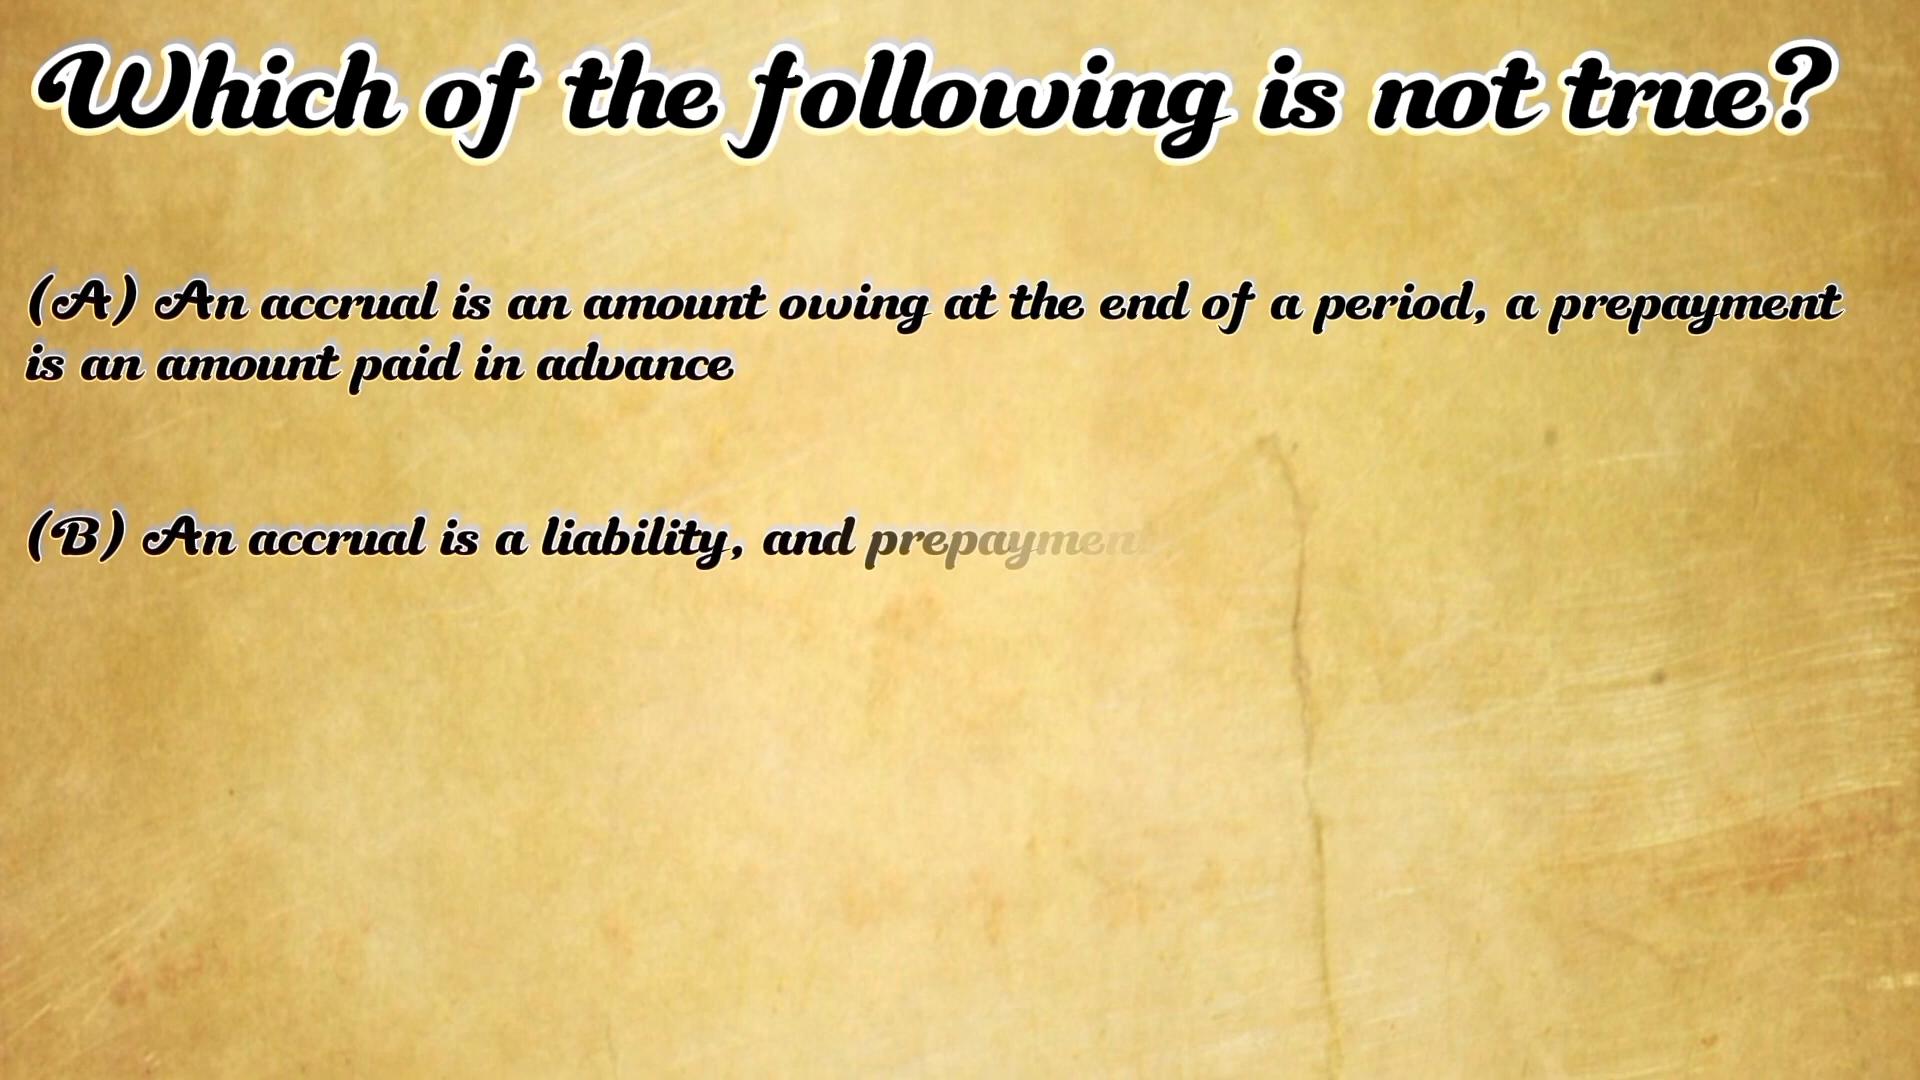 Which of the following is not true?
(A) An accrual is an amount owing at the end of a period, a prepayment
is an amount paid in advance
(B) An accrual is a liability, and prepayment